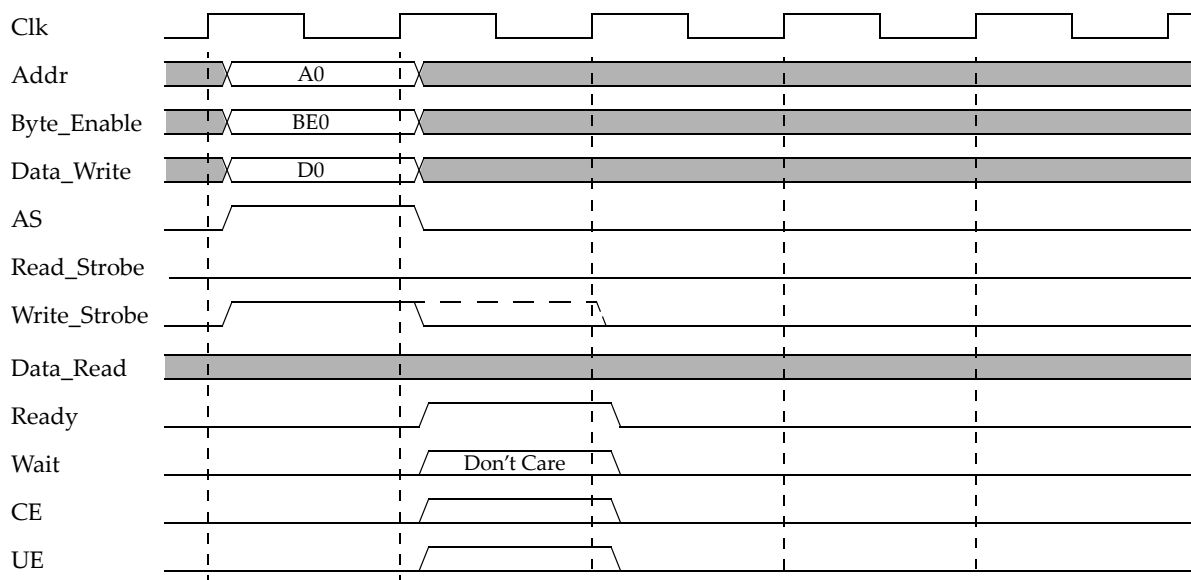 Clk
Addr A0
Byte_Enable BE0
Data_Write D0
AS
Read_Strobe
Write_Strobe
Data_Read
Ready
Wait Don't Care
CE
UE